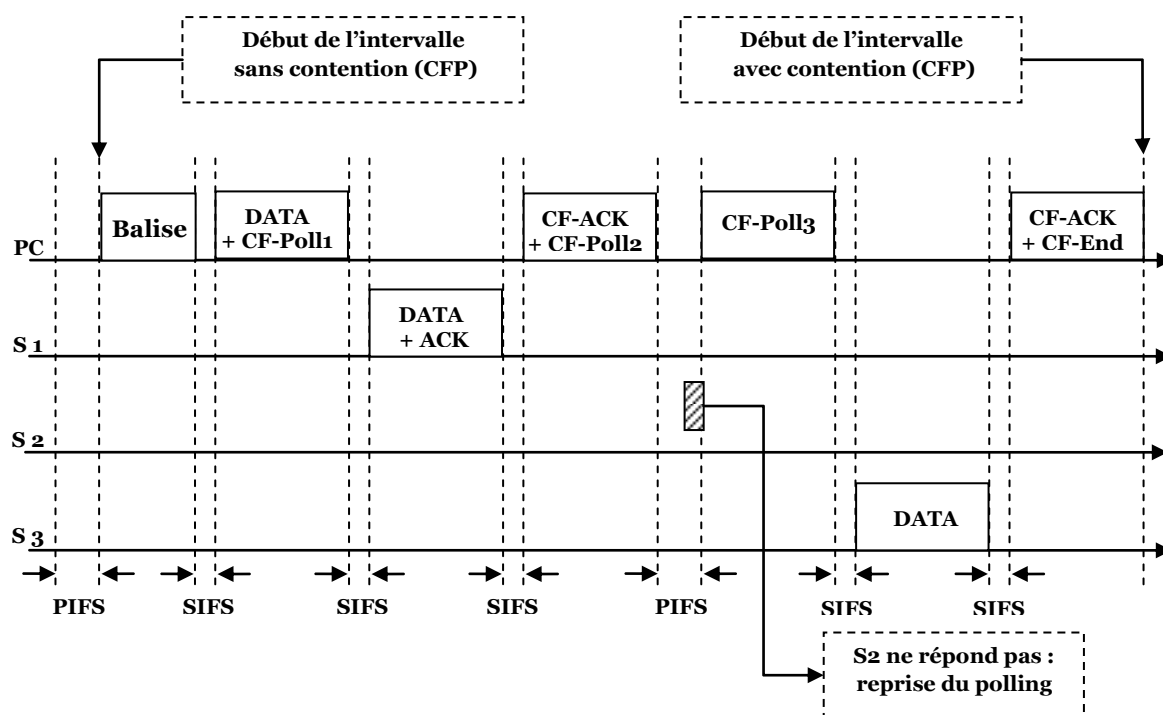 Début de l'intervalle
sans contention (CFP)
Début de l'intervalle
avec contention (CFP)
PC
Balise
DATA
+ CF-Poll1
CF-ACK
+ CF-Poll2
CF-Poll3
CF-ACK
+ CF-End
S 1
DATA
+ ACK
S 2
S 3
DATA
PIFS
SIFS
SIFS
SIFS
PIFS
SIFS
SIFS
S2 ne répond pas :
reprise du polling